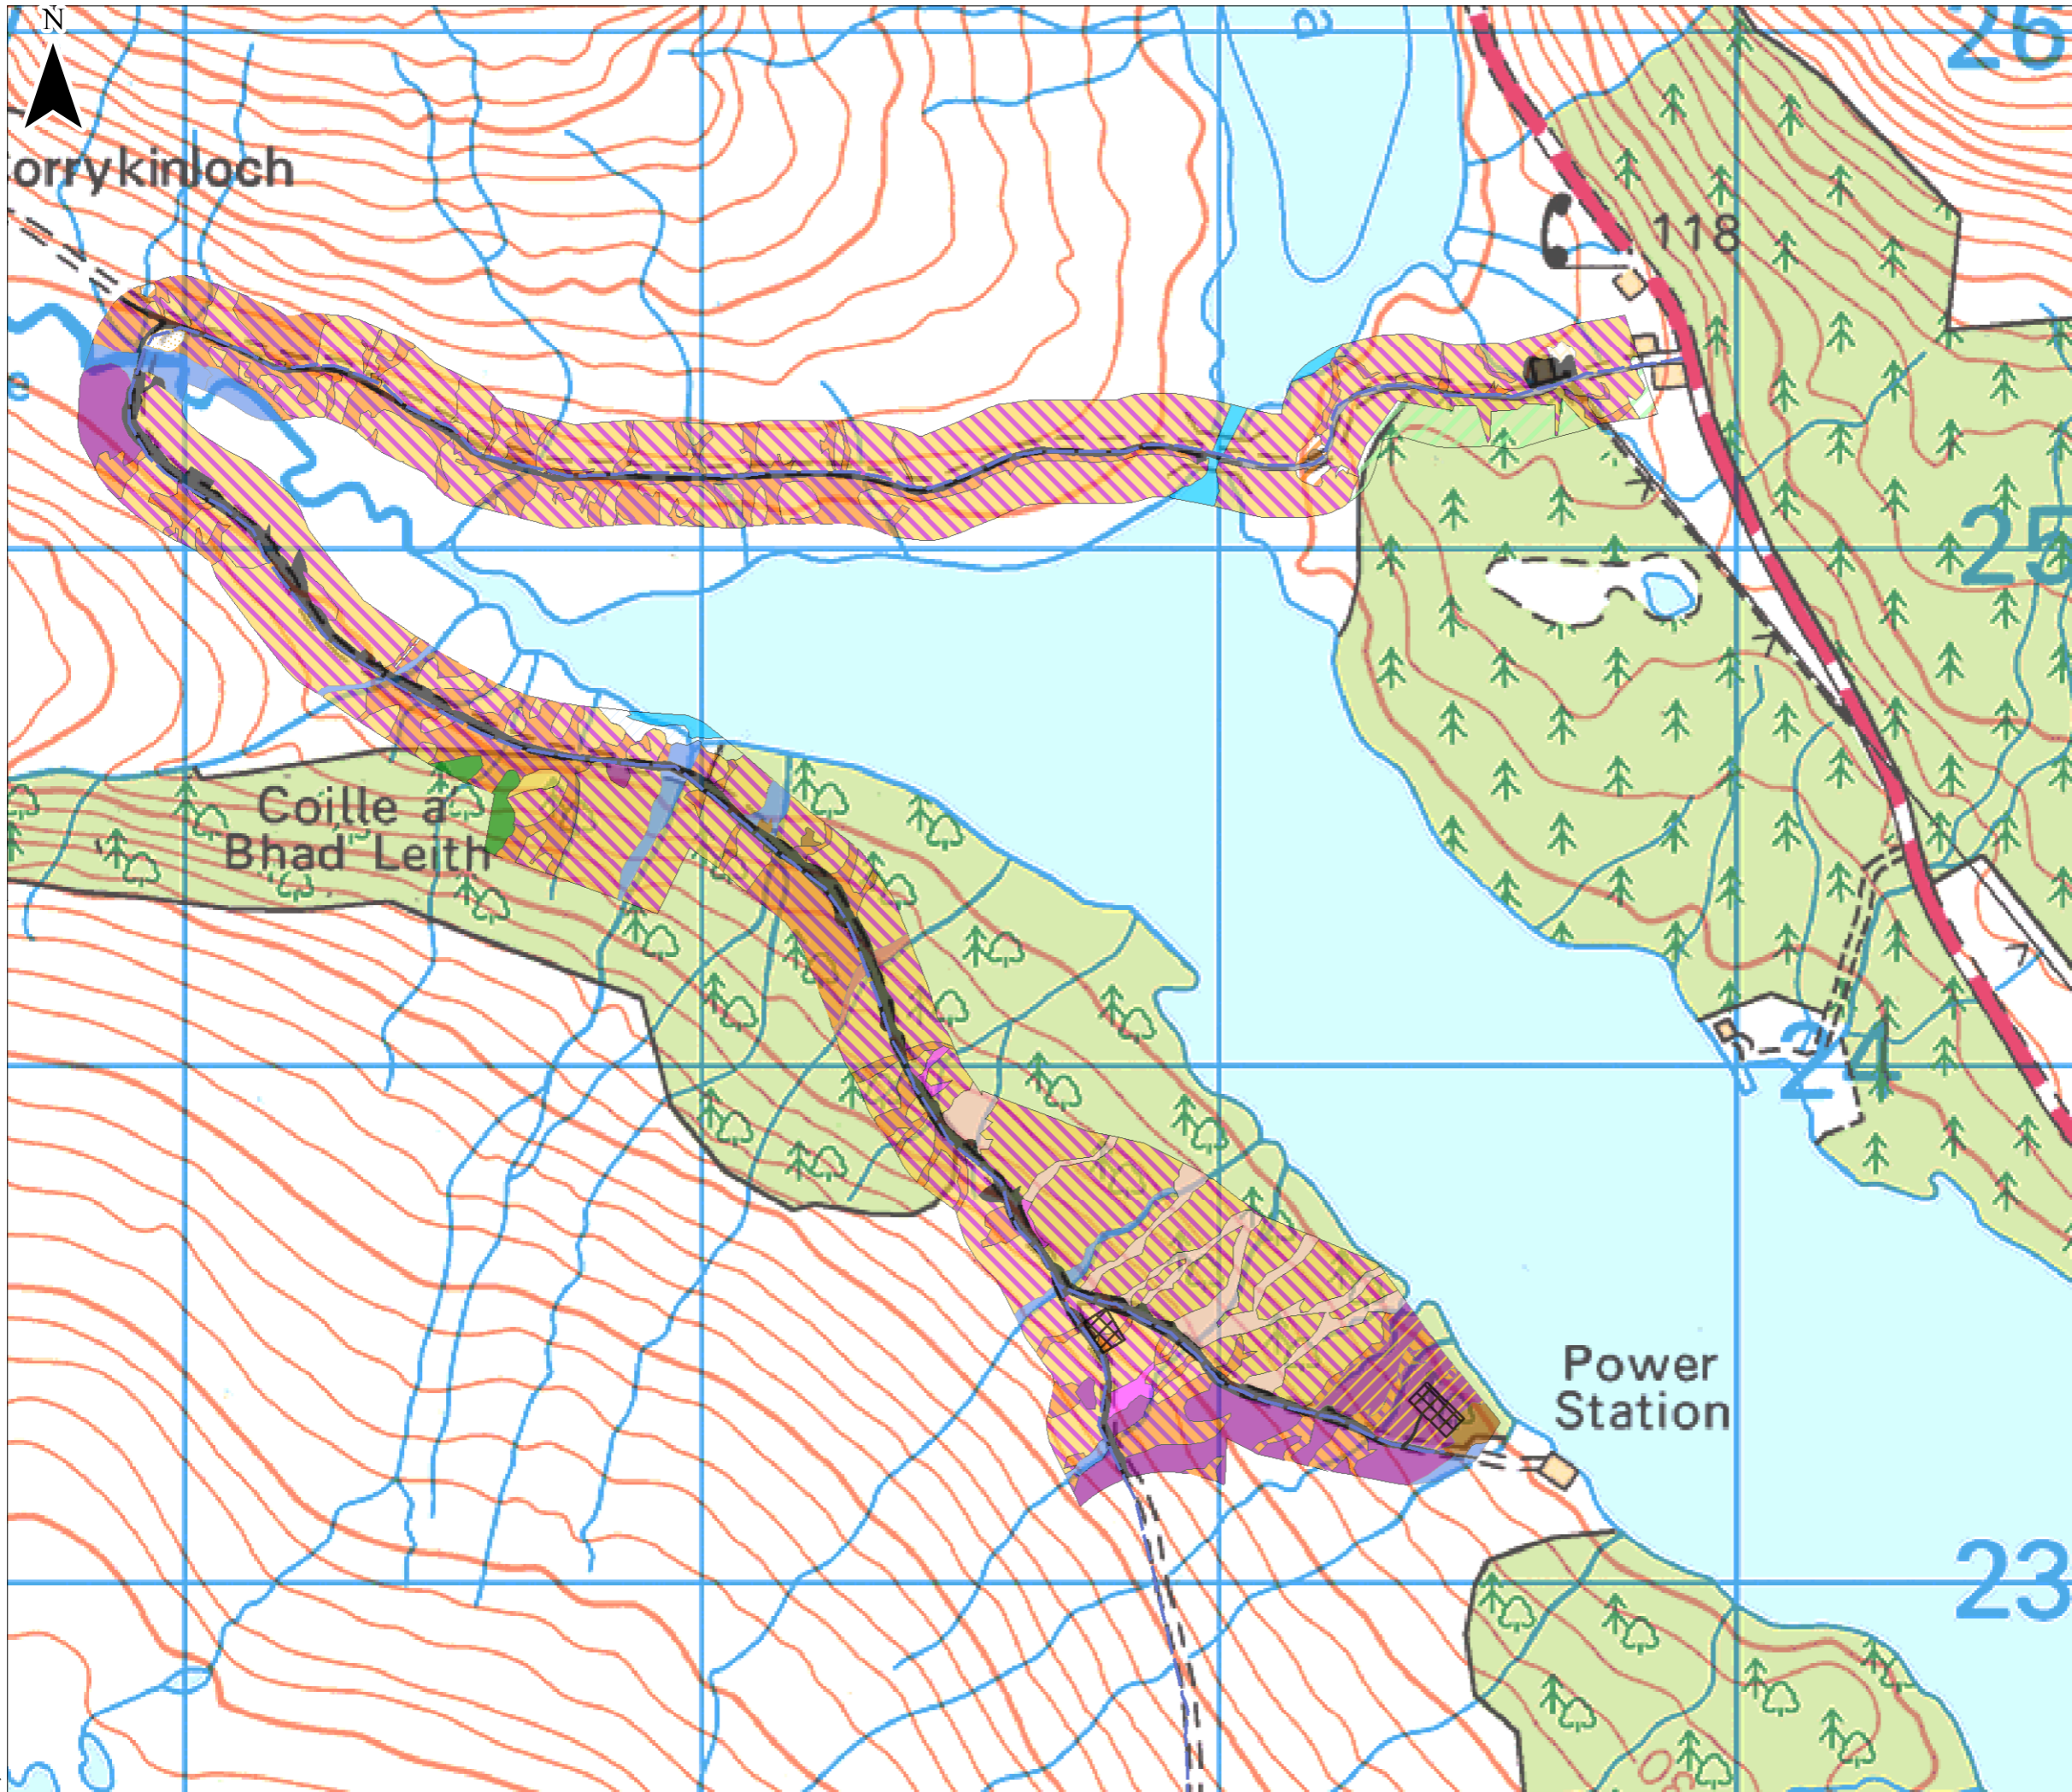 N
26
a
orrykinloch
118
e
25
Coille a'
Bhad Leith
24
Power
Station
23